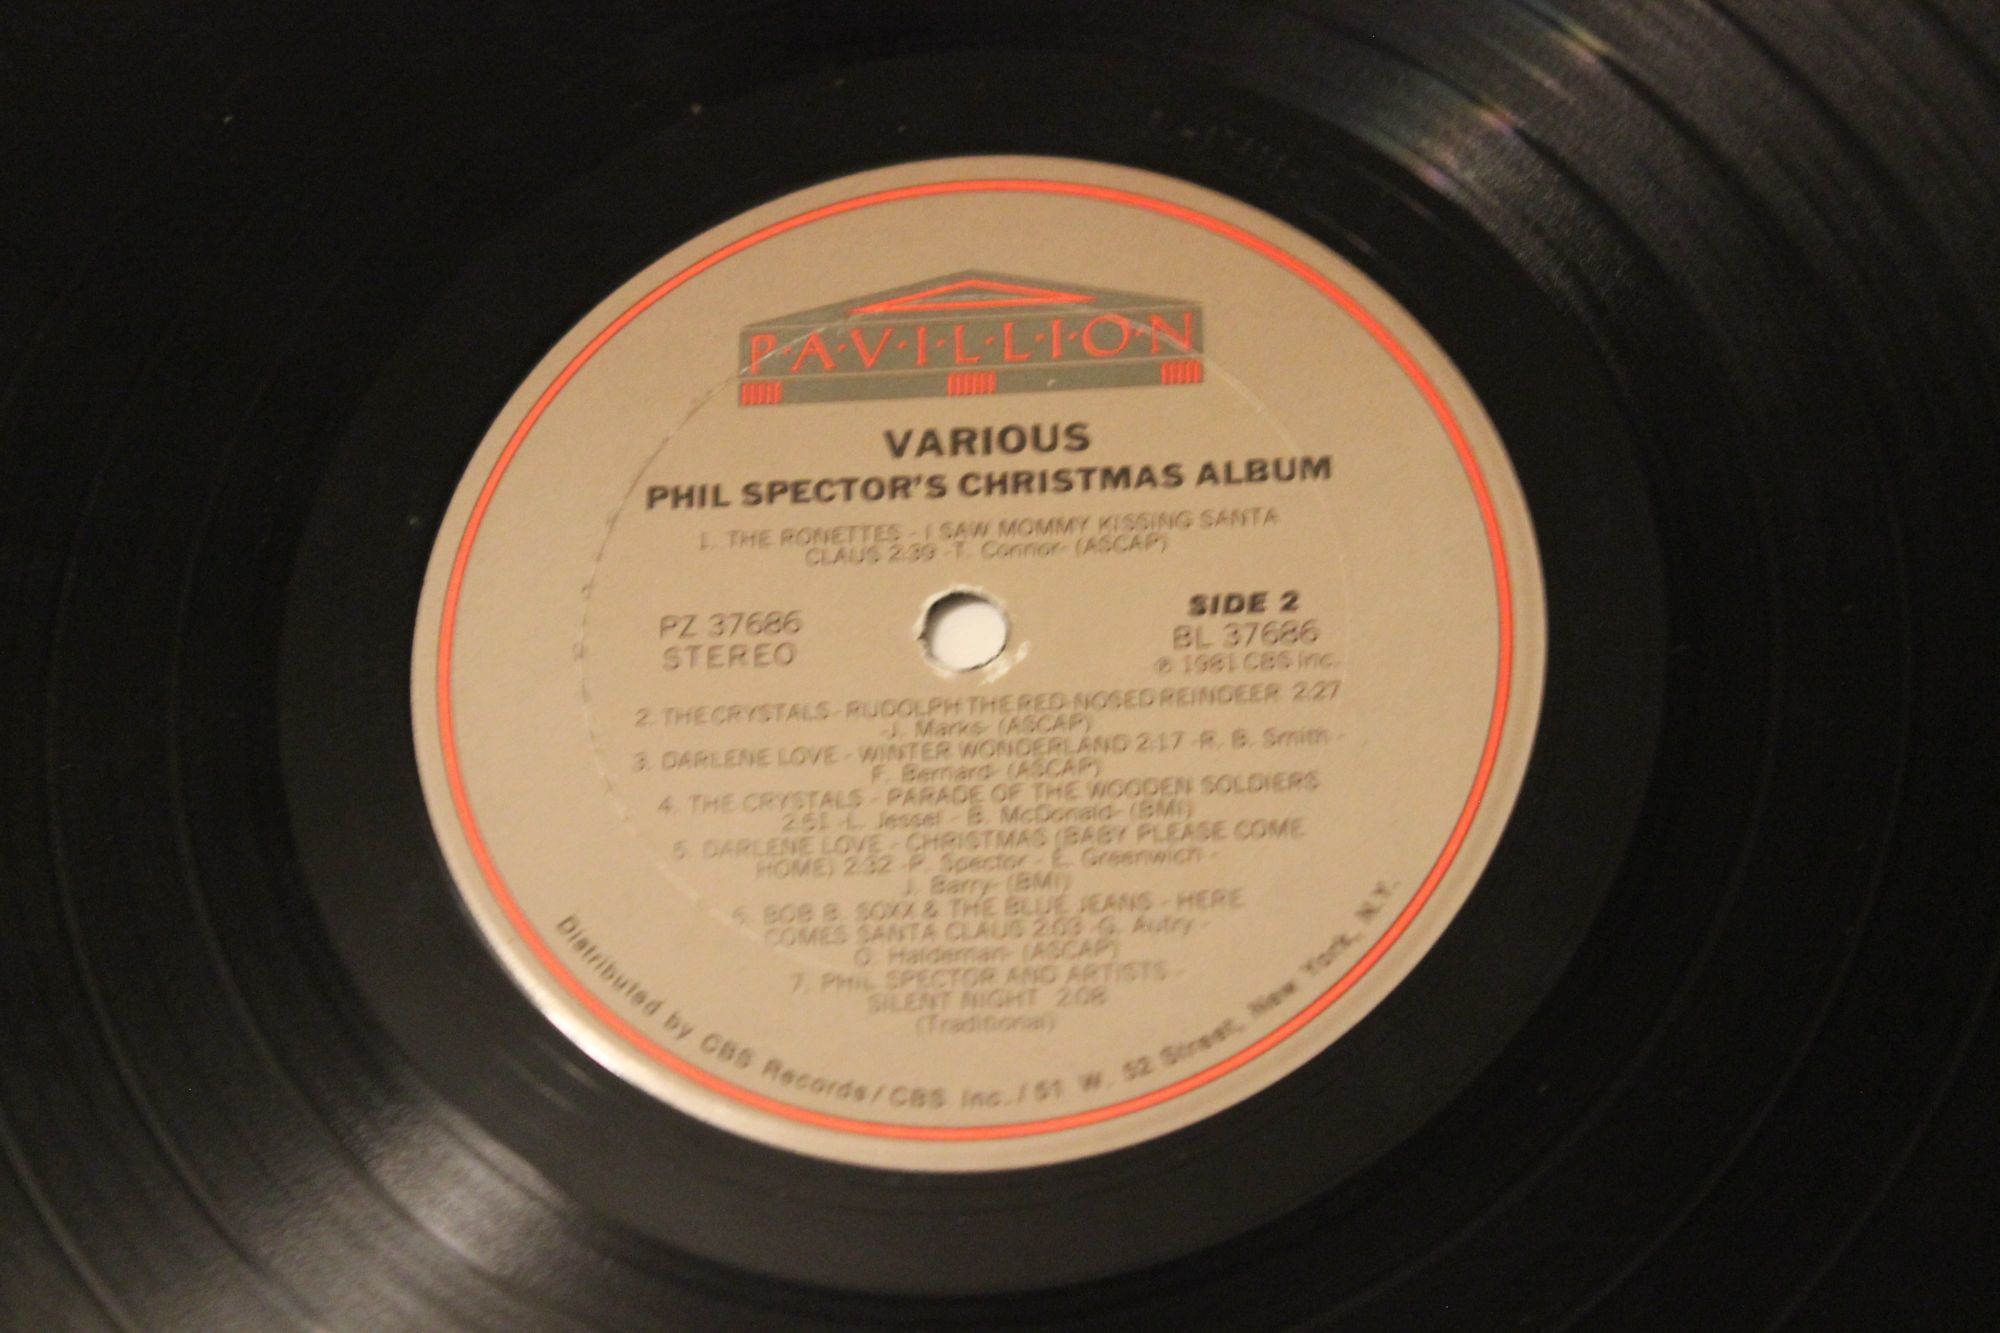 P·A·V·I·L·L·I·O·N
VARIOUS
PHIL SPECTOR'S CHRISTMAS ALBUM
1. THE RONETTES - I SAW MOMMY KISSING SANTA
CLAUS 2:39 -T. Connor- (ASCAP)
PZ 37686
STEREO
SIDE 2
BL 37686
℗ 1981 CBS Inc.
2. THE CRYSTALS - RUDOLPH THE RED-NOSED REINDEER 2:27
-J. Marks- (ASCAP)
3. DARLENE LOVE - WINTER WONDERLAND 2:17 -R. B. Smith -
F. Bernard- (ASCAP)
4. THE CRYSTALS - PARADE OF THE WOODEN SOLDIERS
2:51 -L. Jessel - B. McDonald- (BMI)
5. DARLENE LOVE - CHRISTMAS (BABY PLEASE COME
HOME) 2:32 -P. Spector - E. Greenwich -
J. Barry- (BMI)
6. BOB B. SOXX & THE BLUE JEANS - HERE
COMES SANTA CLAUS 2:03 -G. Autry -
O. Haldeman- (ASCAP)
7. PHIL SPECTOR AND ARTISTS -
SILENT NIGHT 2:08
(Traditional)
Distributed by CBS Records/CBS Inc./51 W. 52 Street, New York, N.Y.